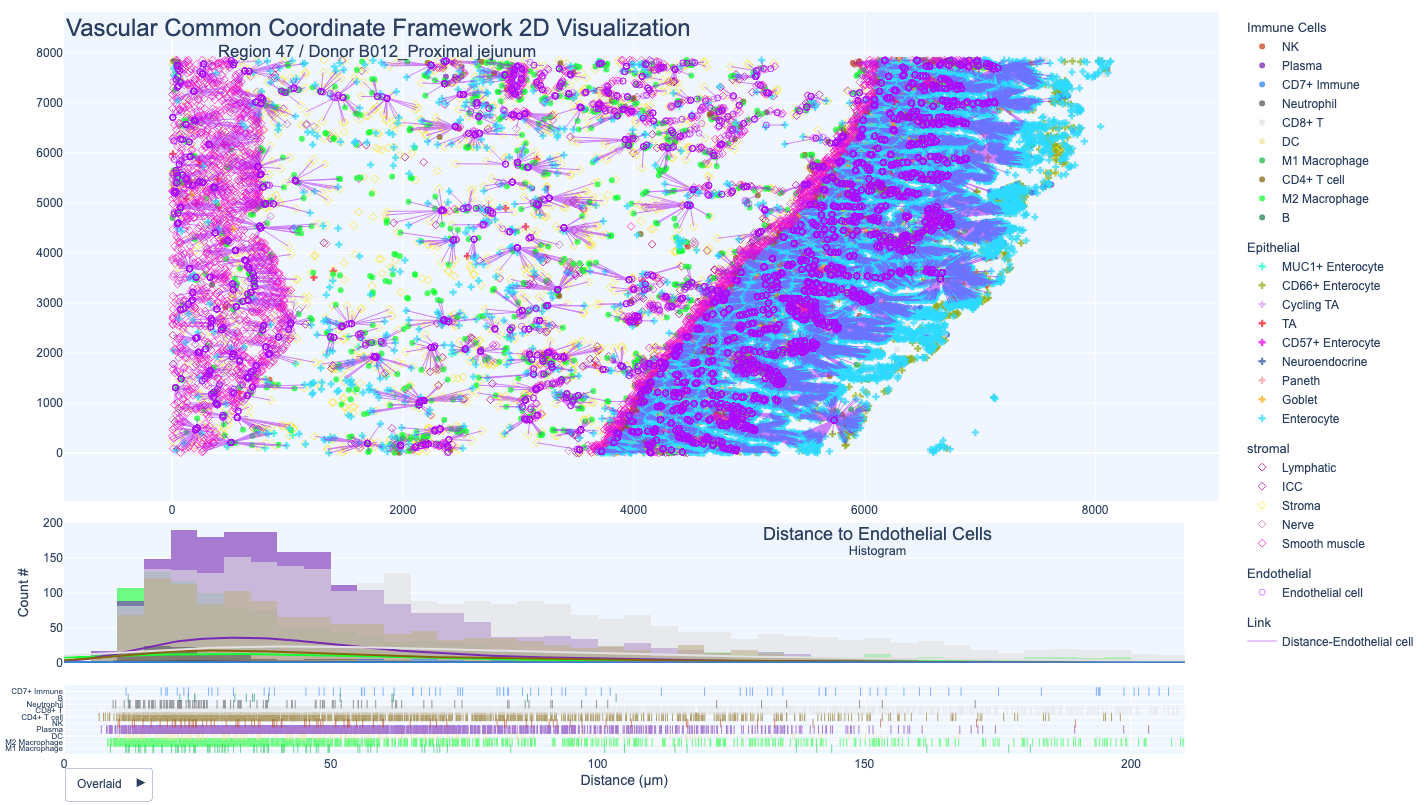 Vascular Common Coordinate Framework 2D Visualization
Region 47 / Donor B012_Proximal jejunum
8000
7000
6000
5000
4000
3000
2000
1000
0
0
2000
4000
6000
8000
Immune Cells
NK
Plasma
CD7+ Immune
Neutrophil
CD8+ T
DC
M1 Macrophage
CD4+ T cell
M2 Macrophage
B
Epithelial
MUC1+ Enterocyte
CD66+ Enterocyte
Cycling TA
TA
CD57+ Enterocyte
Neuroendocrine
Paneth
Goblet
Enterocyte
stromal
Lymphatic
ICC
Stroma
Nerve
Smooth muscle
Endothelial
Endothelial cell
Link
Distance-Endothelial cell
Distance to Endothelial Cells
Histogram
200
150
100
50
0
Count #
CD7+ Immune
B
Neutrophil
CD8+ T
CD4+ T cell
NK
Plasma
DC
M2 Macrophage
M1 Macrophage
0
50
100
150
200
Distance (μm)
Overlaid ▶